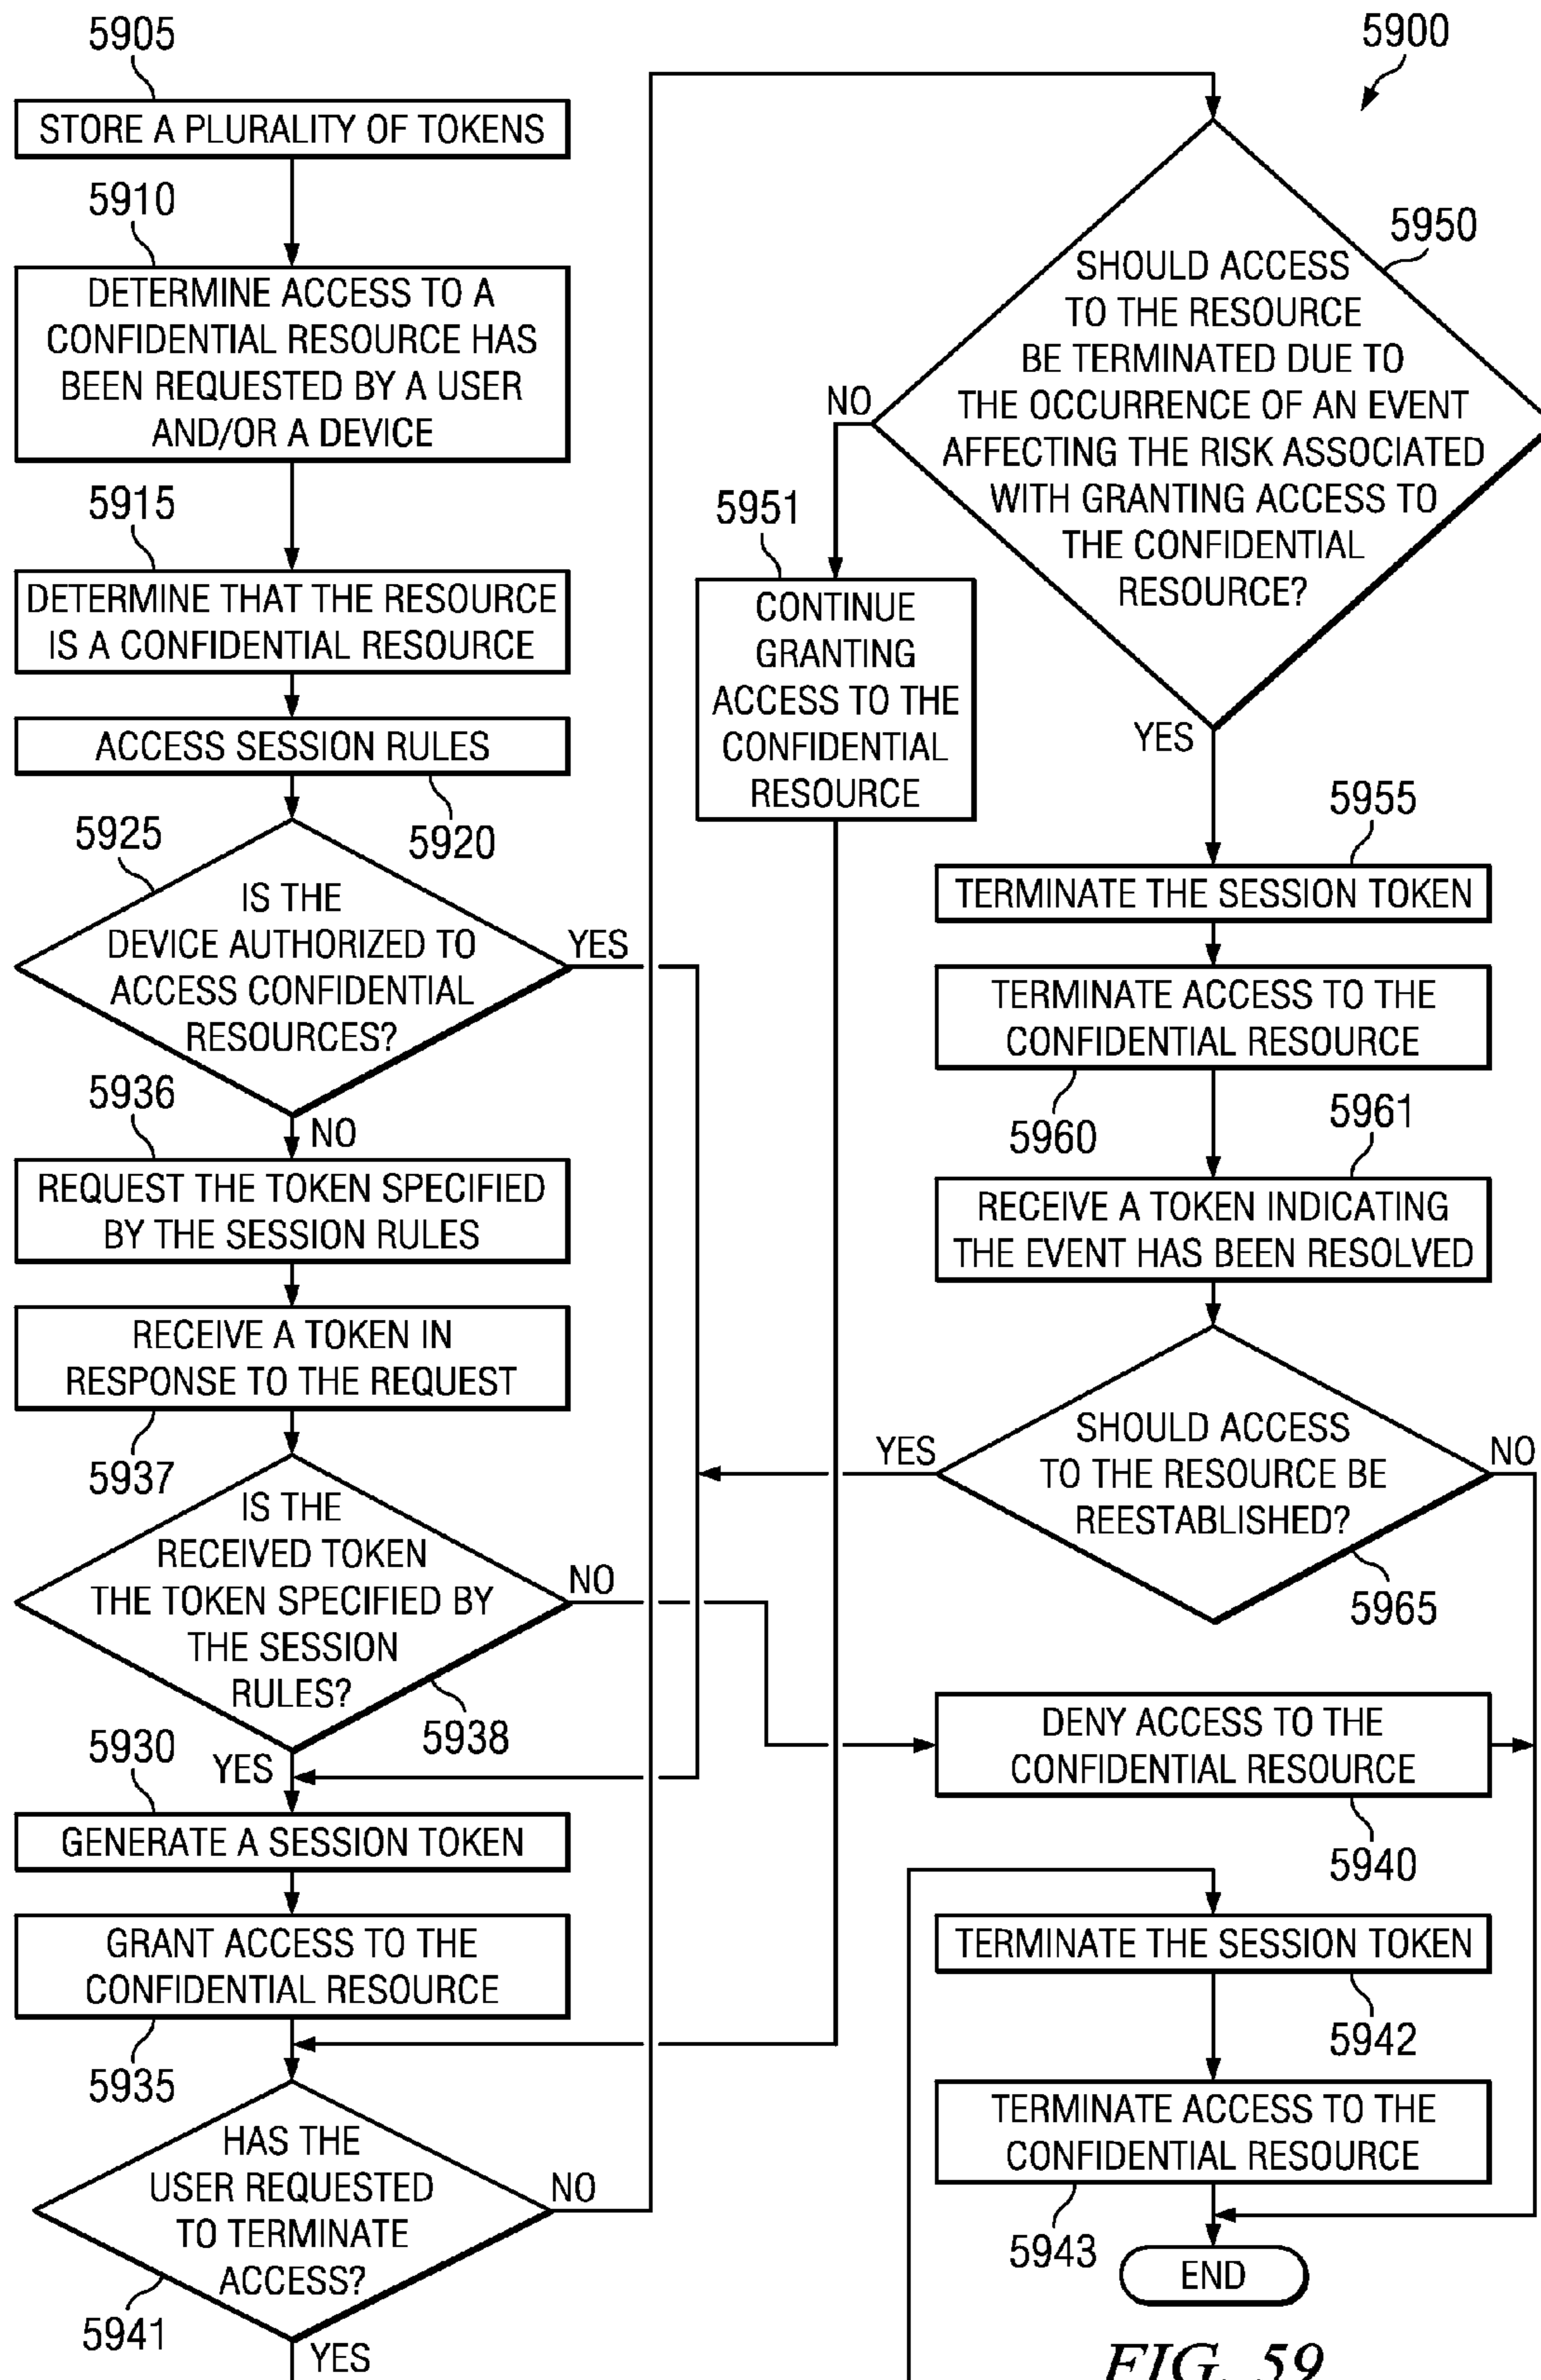 5905
STORE A PLURALITY OF TOKENS
5910
DETERMINE ACCESS TO A
CONFIDENTIAL RESOURCE HAS
BEEN REQUESTED BY A USER
AND/OR A DEVICE
5915
DETERMINE THAT THE RESOURCE
IS A CONFIDENTIAL RESOURCE
ACCESS SESSION RULES
5920
5925
IS THE
DEVICE AUTHORIZED TO
ACCESS CONFIDENTIAL
RESOURCES?
YES
NO
5936
REQUEST THE TOKEN SPECIFIED
BY THE SESSION RULES
RECEIVE A TOKEN IN
RESPONSE TO THE REQUEST
5937
IS THE
RECEIVED TOKEN
THE TOKEN SPECIFIED BY
THE SESSION
RULES?
NO
5938
YES
5930
GENERATE A SESSION TOKEN
GRANT ACCESS TO THE
CONFIDENTIAL RESOURCE
5935
HAS THE
USER REQUESTED
TO TERMINATE
ACCESS?
NO
5941
YES
5900
5950
SHOULD ACCESS
TO THE RESOURCE
BE TERMINATED DUE TO
THE OCCURRENCE OF AN EVENT
AFFECTING THE RISK ASSOCIATED
WITH GRANTING ACCESS TO
THE CONFIDENTIAL
RESOURCE?
NO
YES
5951
CONTINUE
GRANTING
ACCESS TO THE
CONFIDENTIAL
RESOURCE
5955
TERMINATE THE SESSION TOKEN
TERMINATE ACCESS TO THE
CONFIDENTIAL RESOURCE
5960
5961
RECEIVE A TOKEN INDICATING
THE EVENT HAS BEEN RESOLVED
SHOULD ACCESS
TO THE RESOURCE BE
REESTABLISHED?
YES
NO
5965
DENY ACCESS TO THE
CONFIDENTIAL RESOURCE
5940
TERMINATE THE SESSION TOKEN
5942
TERMINATE ACCESS TO THE
CONFIDENTIAL RESOURCE
5943
END
FIG. 59